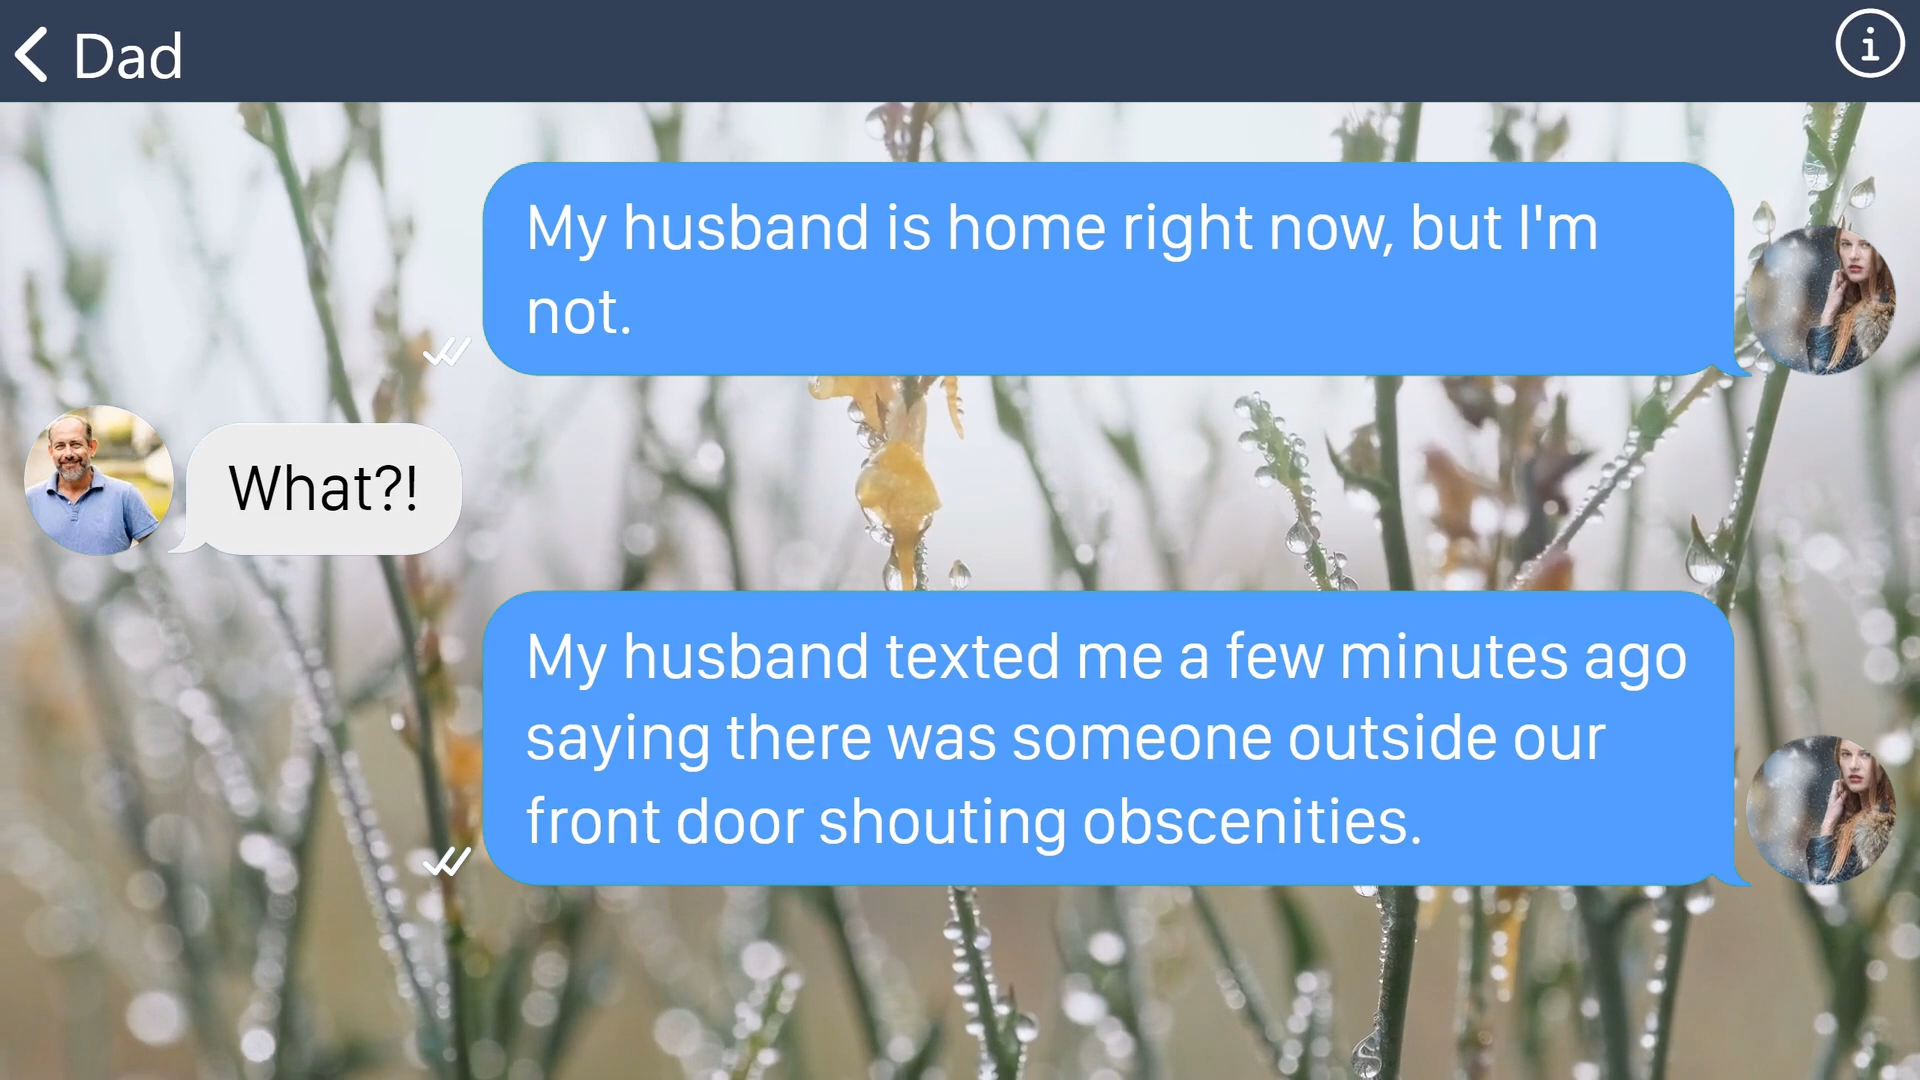 Dad
My husband is home right now, but I'm
not.
What?!
My husband texted me a few minutes ago
saying there was someone outside our
front door shouting obscenities.